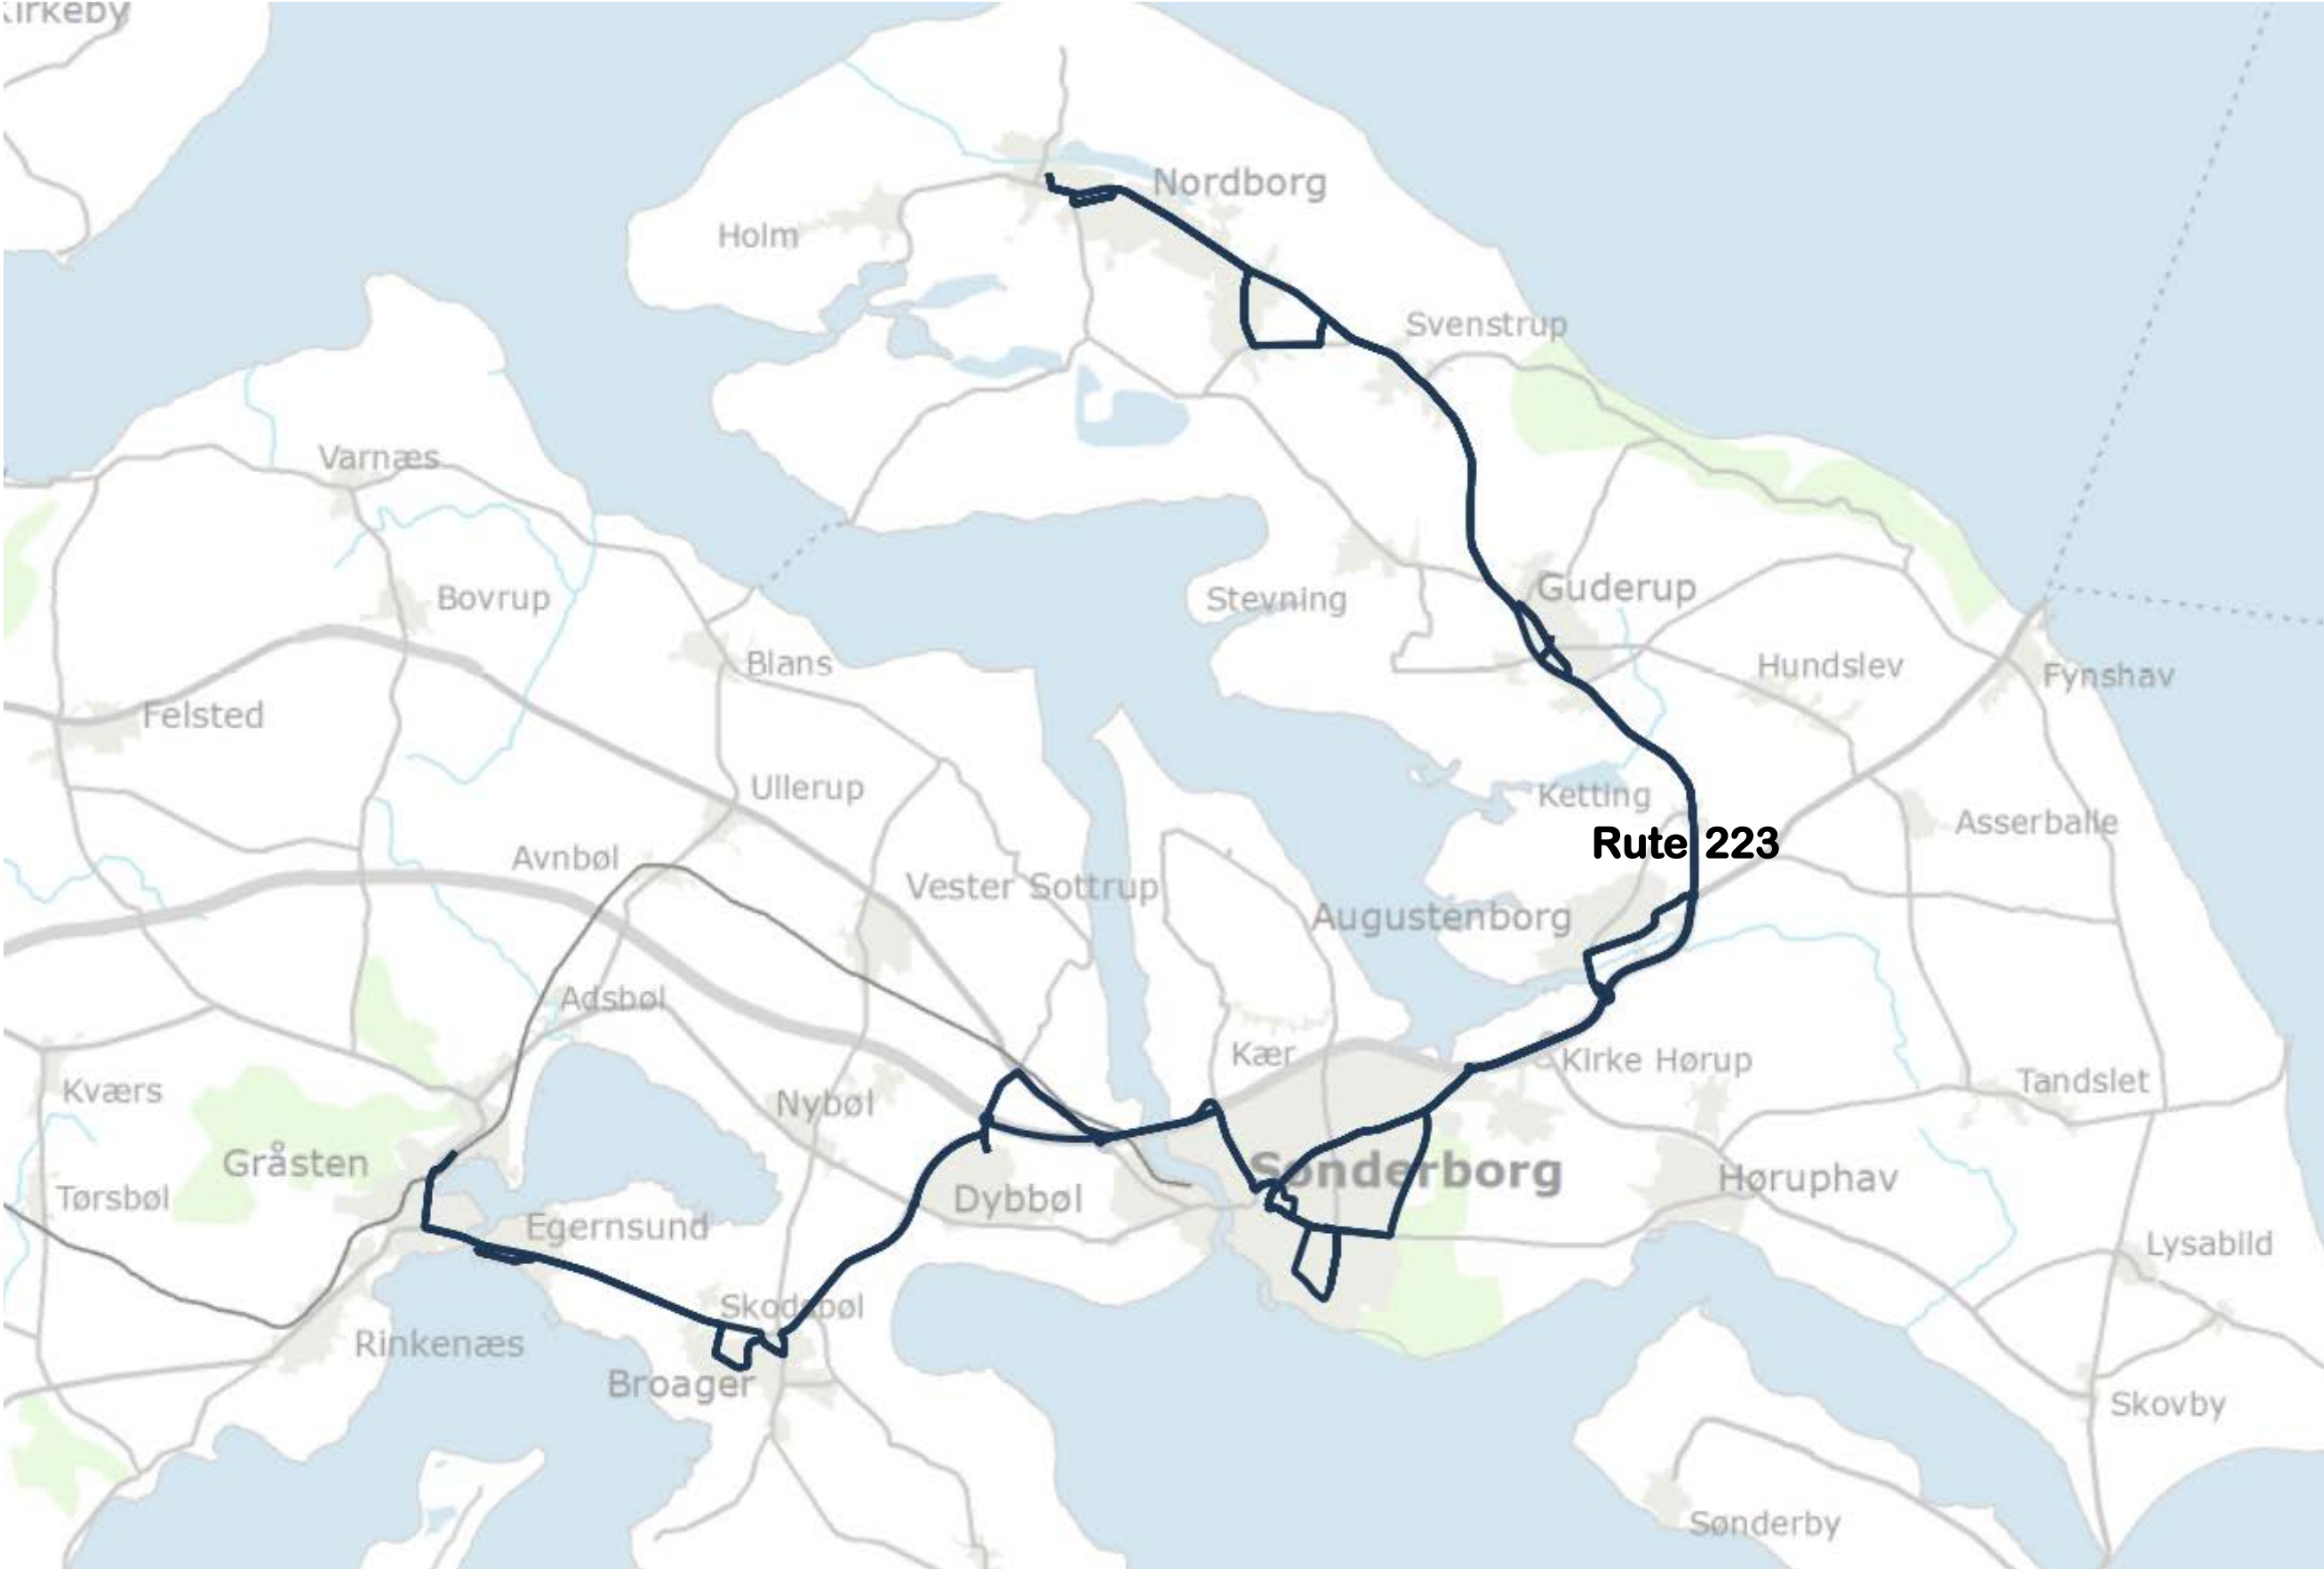 Nordborg
Holm
Svenstrup
Varnæs
Guderup
Bovrup
Stevning
Blans
Hundslev
Fynshav
Felsted
Ullerup
Ketting
Asserballe
Rute 223
Avnbøl
Vester Sottrup
Augustenborg
Adsbøl
Kær
Kirke Hørup
Tandslet
Kværs
Nybøl
Gråsten
Sønderborg
Høruphav
Tørsbøl
Dybbøl
Egernsund
Lysabild
Skodsbøl
Rinkenæs
Broager
Skovby
Sønderby